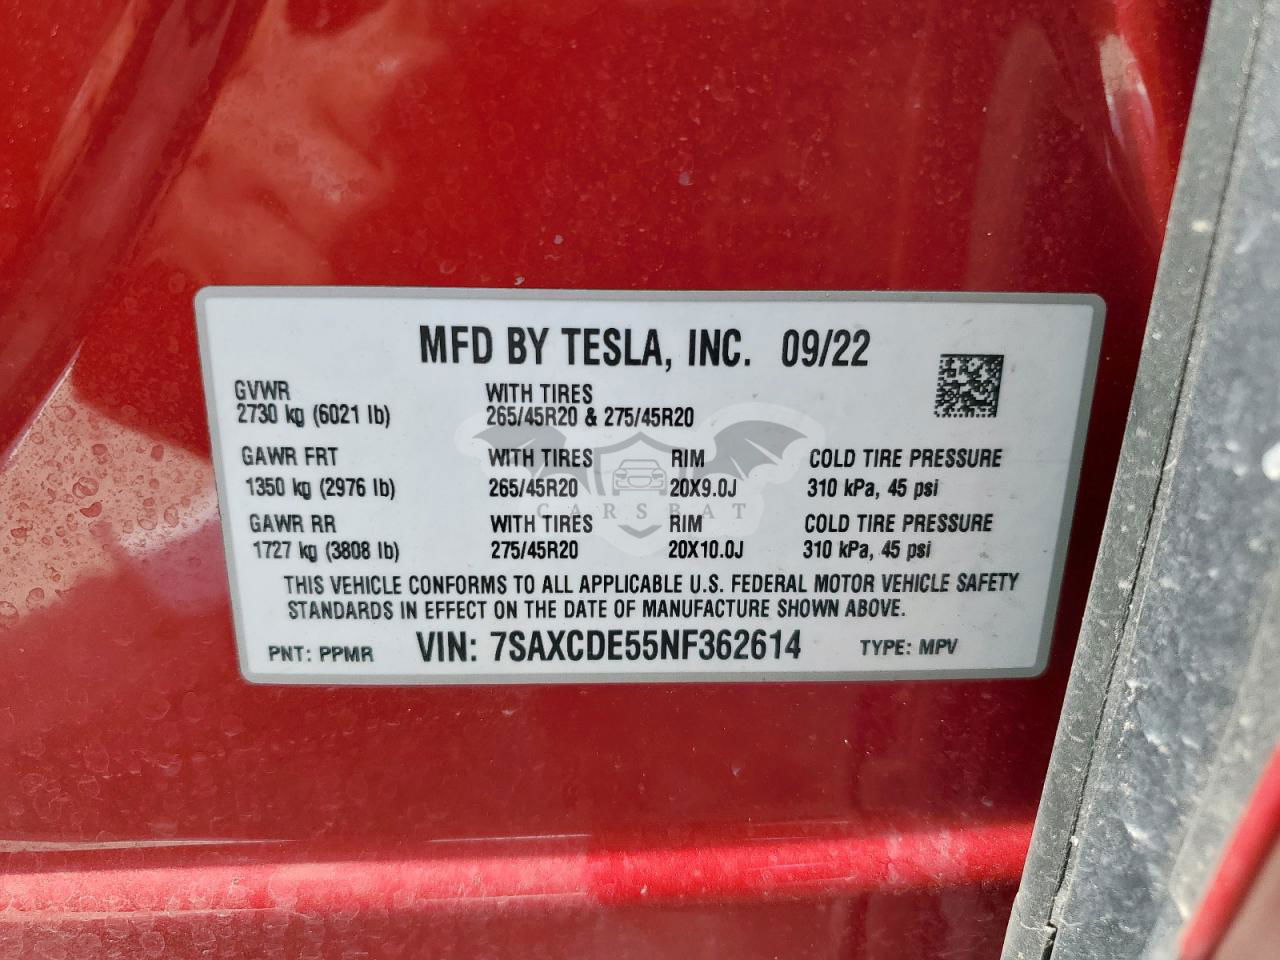 MFD BY TESLA, INC. 09/22
GVWR WITH TIRES
2730 kg (6021 lb) 265/45R20 & 275/45R20
GAWR FRT WITH TIRES RIM COLD TIRE PRESSURE
1350 kg (2976 lb) 265/45R20 20X9.0J 310 kPa, 45 psi
CARSBAT
GAWR RR WITH TIRES RIM COLD TIRE PRESSURE
1727 kg (3808 lb) 275/45R20 20X10.0J 310 kPa, 45 psi
THIS VEHICLE CONFORMS TO ALL APPLICABLE U.S. FEDERAL MOTOR VEHICLE SAFETY
STANDARDS IN EFFECT ON THE DATE OF MANUFACTURE SHOWN ABOVE.
PNT: PPMR VIN: 7SAXCDE55NF362614 TYPE: MPV